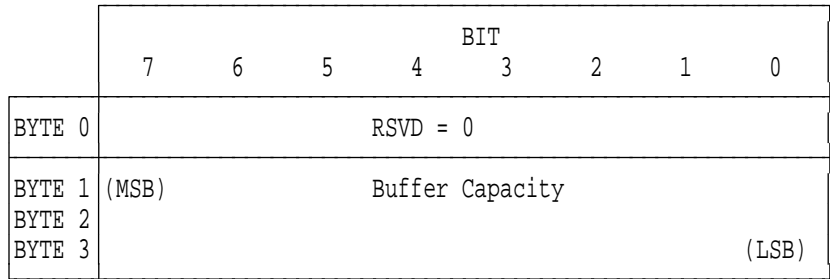 BIT
7 6 5 4 3 2 1 0
BYTE 0 RSVD = 0
BYTE 1 (MSB) Buffer Capacity
BYTE 2
BYTE 3 (LSB)